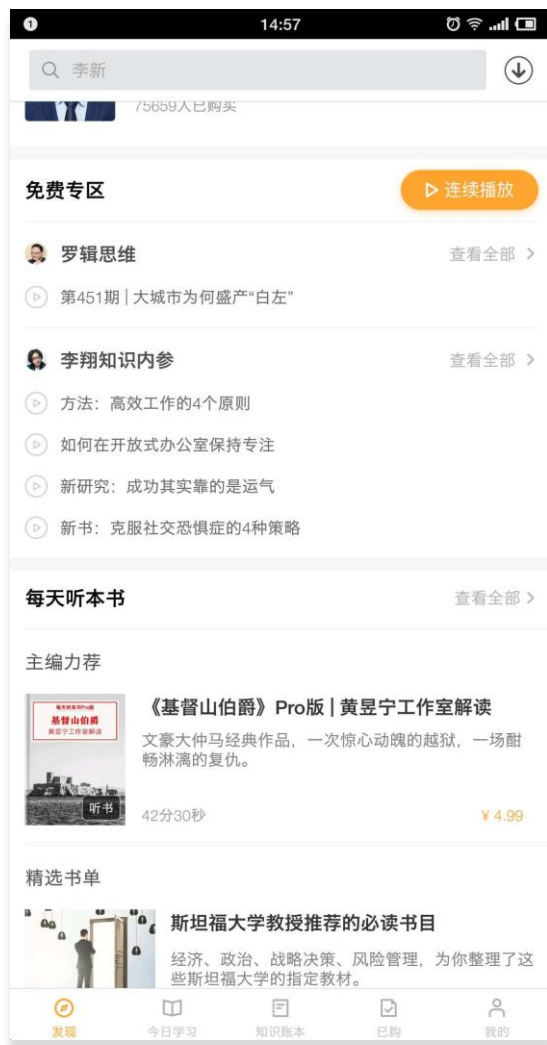 1
14:57
李新
75659人已购买
免费专区
连续播放
罗辑思维
查看全部
第451期 | 大城市为何盛产“白左”
李翔知识内参
查看全部
方法：高效工作的4个原则
如何在开放式办公室保持专注
新研究：成功其实靠的是运气
新书：克服社交恐惧症的4种策略
每天听本书
查看全部
主编力荐
每天听本书Pro版
基督山伯爵
黄昱宁工作室解读
听书
《基督山伯爵》Pro版 | 黄昱宁工作室解读
文豪大仲马经典作品，一次惊心动魄的越狱，一场酣
畅淋漓的复仇。
42分30秒
¥ 4.99
精选书单
斯坦福大学教授推荐的必读书目
经济、政治、战略决策、风险管理，为你整理了这
些斯坦福大学的指定教材。
发现
今日学习
知识账本
已购
我的